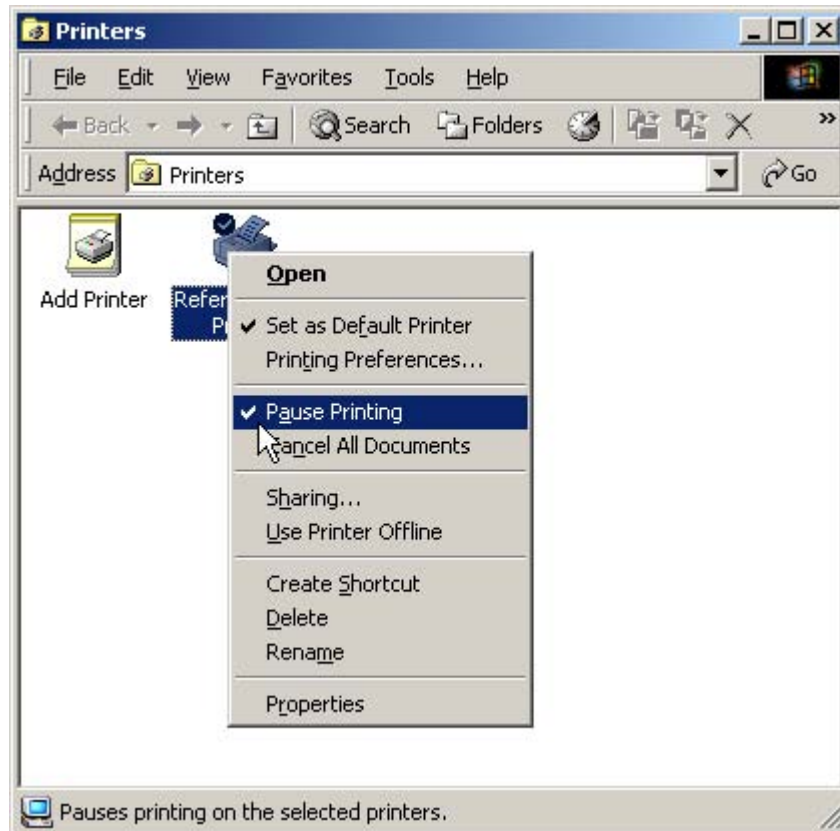 Printers
File Edit View Favorites Tools Help
Back Search Folders »
Address Printers Go
Add Printer
Open
Set as Default Printer
Printing Preferences...
Pause Printing
Cancel All Documents
Sharing...
Use Printer Offline
Create Shortcut
Delete
Rename
Properties
Pauses printing on the selected printers.